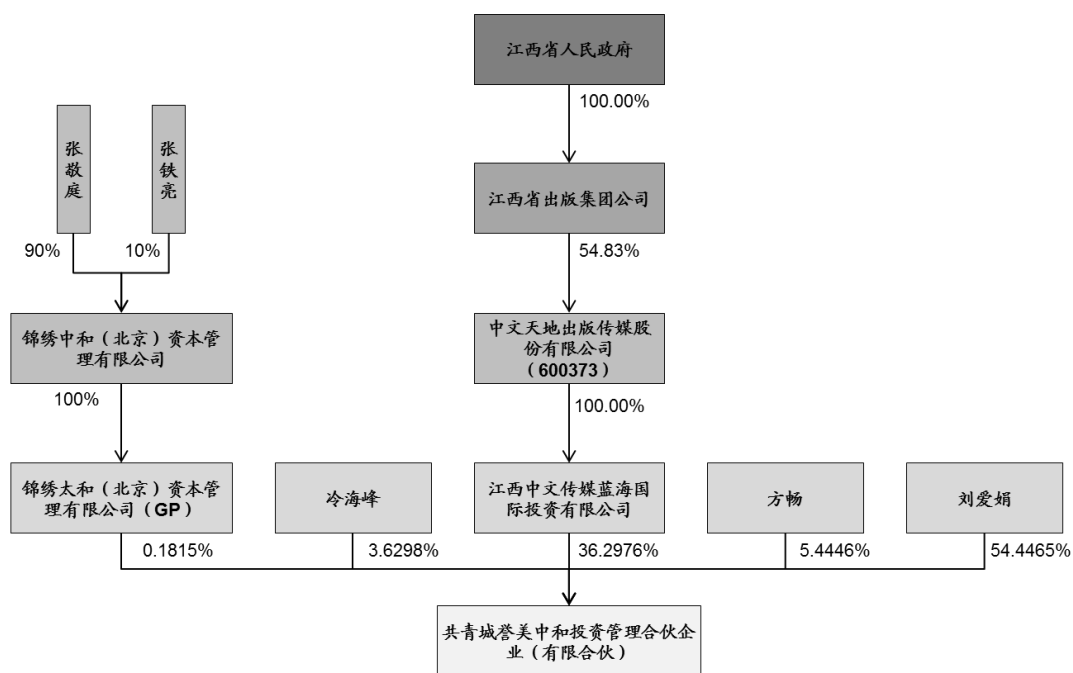 江西省人民政府
100.00%
张敬庭
张铁亮
江西省出版集团公司
90%
10%
54.83%
锦绣中和（北京）资本管
理有限公司
中文天地出版传媒股
份有限公司
（600373）
100%
100.00%
锦绣太和（北京）资本管
理有限公司（GP）
冷海峰
江西中文传媒蓝海国
际投资有限公司
方畅
刘爱娟
0.1815%
3.6298%
36.2976%
5.4446%
54.4465%
共青城誉美中和投资管理合伙企
业（有限合伙）